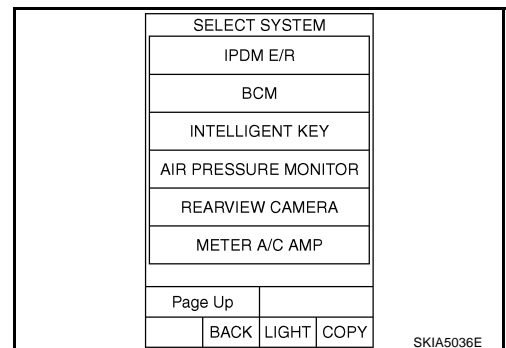 SELECT SYSTEM
IPDM E/R
BCM
INTELLIGENT KEY
AIR PRESSURE MONITOR
REARVIEW CAMERA
METER A/C AMP
Page Up
BACK LIGHT COPY
SKIA5036E